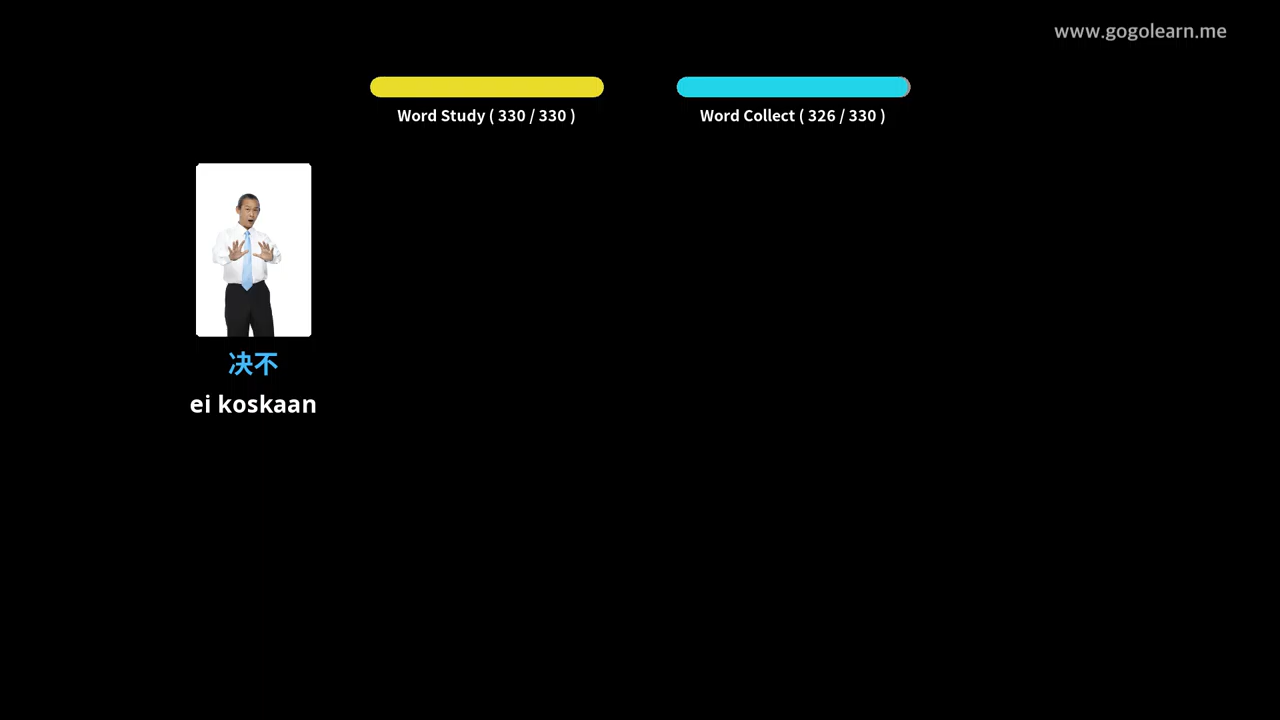 www.gogolearn.me
Word Study ( 330 / 330 )
Word Collect ( 326 / 330 )
决不
ei koskaan